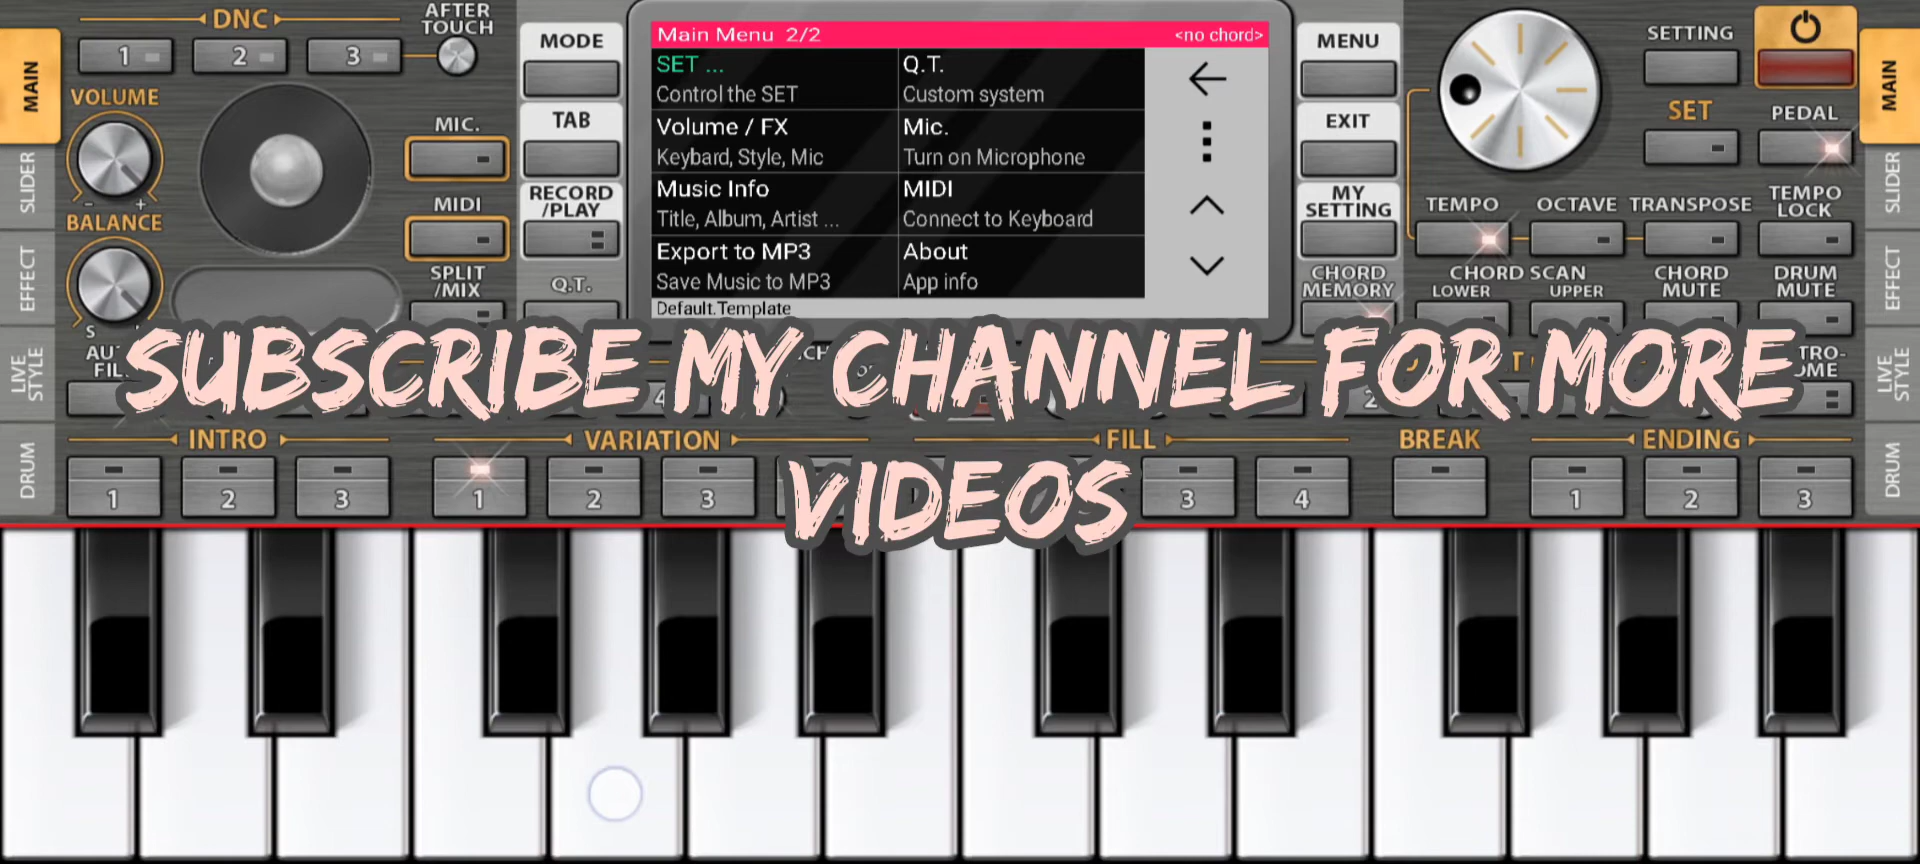 DNC
1 2 3
AFTER
TOUCH
MAIN
SLIDER
EFFECT
LIVE
STYLE
DRUM
VOLUME
- +
BALANCE
S
MIC.
MIDI
SPLIT
/MIX
MODE
TAB
RECORD
/PLAY
Q.T.
Main Menu 2/2 <no chord>
SET ... Q.T.
Control the SET Custom system
Volume / FX Mic.
Keybard, Style, Mic Turn on Microphone
Music Info MIDI
Title, Album, Artist ... Connect to Keyboard
Export to MP3 About
Save Music to MP3 App info
Default.Template
MENU
EXIT
MY
SETTING
CHORD
MEMORY
SETTING
SET
PEDAL
TEMPO OCTAVE TRANSPOSE
TEMPO
LOCK
CHORD SCAN
LOWER UPPER
CHORD
MUTE
DRUM
MUTE
MAIN
SLIDER
EFFECT
LIVE
STYLE
DRUM
SUBSCRIBE MY CHANNEL FOR MORE
VIDEOS
INTRO VARIATION FILL BREAK ENDING
1 2 3 1 2 3 3 4 1 2 3